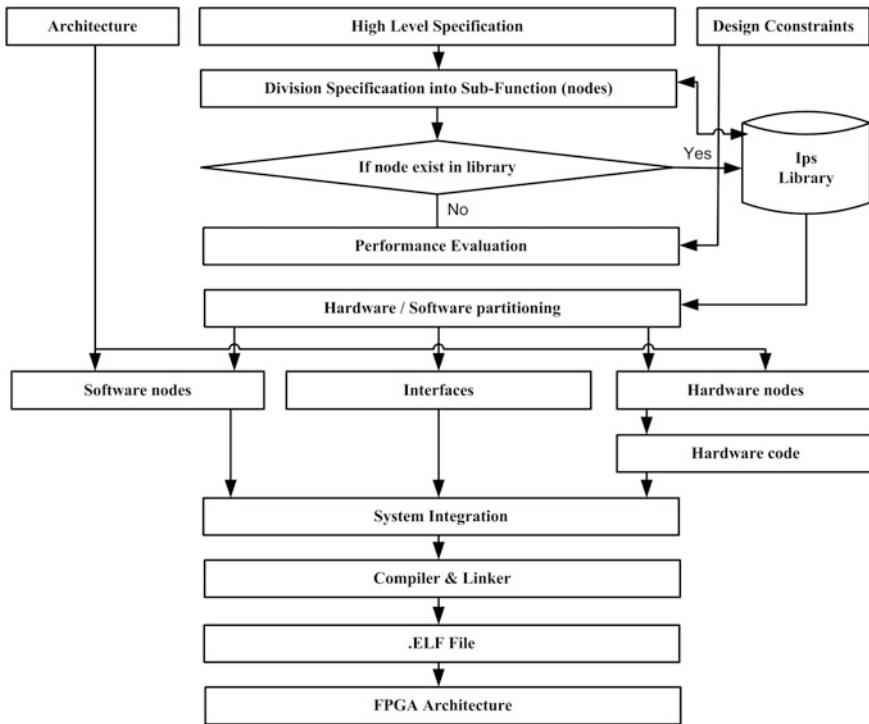 Architecture
High Level Specification
Design Cconstraints
Division Specificaation into Sub-Function (nodes)
If node exist in library
Yes
Ips
Library
No
Performance Evaluation
Hardware / Software partitioning
Software nodes
Interfaces
Hardware nodes
Hardware code
System Integration
Compiler & Linker
.ELF File
FPGA Architecture